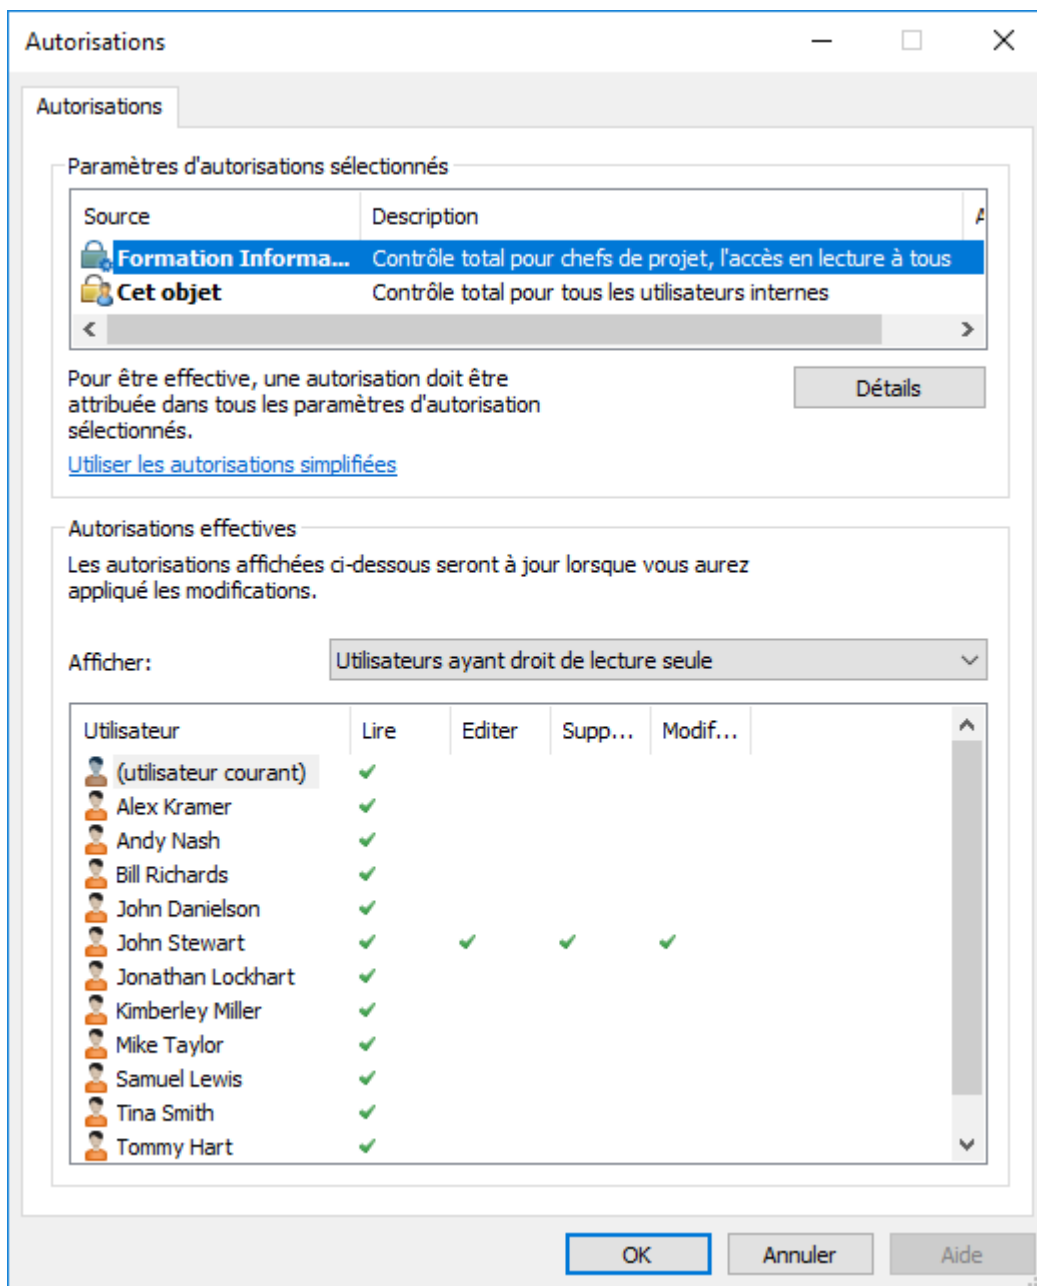 Autorisations
Autorisations
Paramètres d'autorisations sélectionnés
Source Description
Formation Informa... Contrôle total pour chefs de projet, l'accès en lecture à tous
Cet objet Contrôle total pour tous les utilisateurs internes
Pour être effective, une autorisation doit être
attribuée dans tous les paramètres d'autorisation
sélectionnés.
Détails
Utiliser les autorisations simplifiées
Autorisations effectives
Les autorisations affichées ci-dessous seront à jour lorsque vous aurez
appliqué les modifications.
Afficher: Utilisateurs ayant droit de lecture seule
Utilisateur Lire Editer Supp... Modif...
(utilisateur courant)
Alex Kramer
Andy Nash
Bill Richards
John Danielson
John Stewart
Jonathan Lockhart
Kimberley Miller
Mike Taylor
Samuel Lewis
Tina Smith
Tommy Hart
OK Annuler Aide